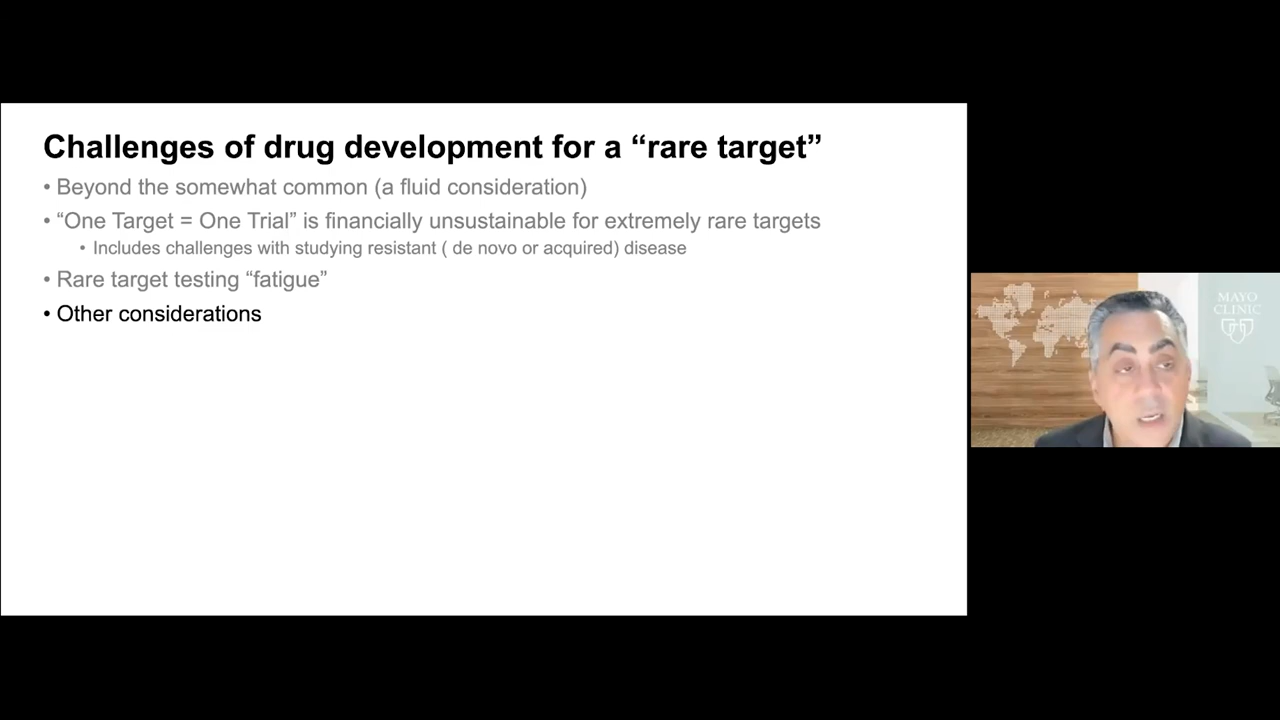 Challenges of drug development for a “rare target”
• Beyond the somewhat common (a fluid consideration)
• “One Target = One Trial” is financially unsustainable for extremely rare targets
• Includes challenges with studying resistant ( de novo or acquired) disease
• Rare target testing “fatigue”
• Other considerations
MAYO
CLINIC